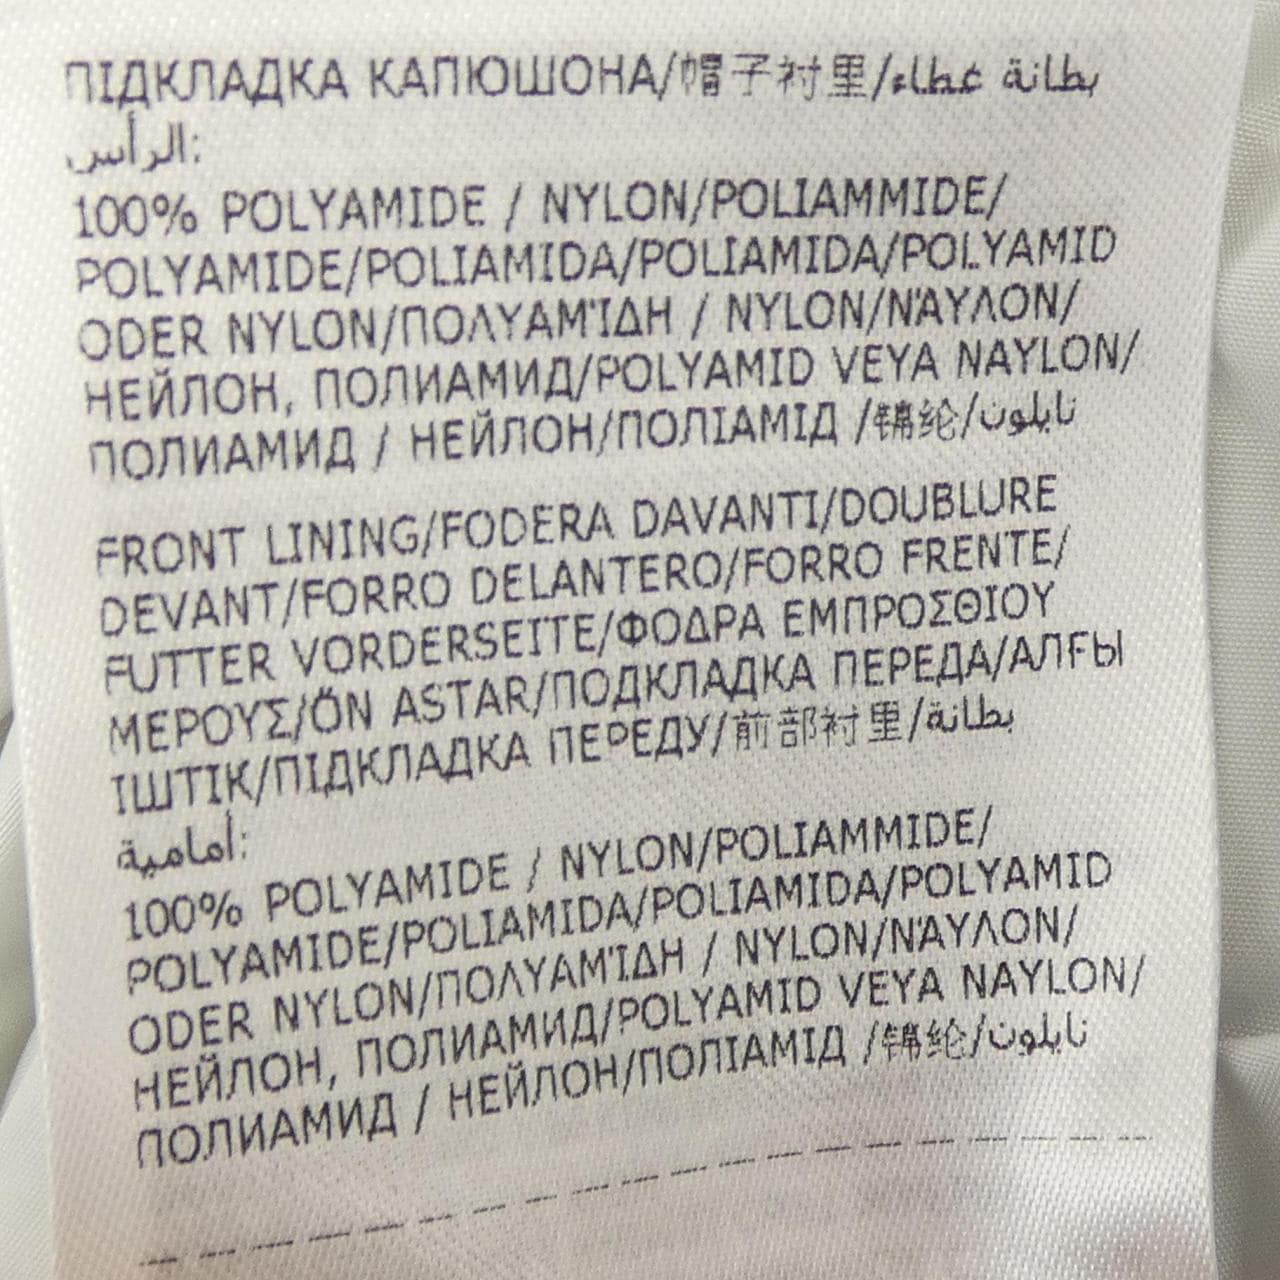 ПІДКЛАДКА КАПЮШОНА/帽子衬里/بطانة غطاء
الرأس:
100% POLYAMIDE / NYLON/POLIAMMIDE/
POLYAMIDE/POLIAMIDA/POLIAMIDA/POLYAMID
ODER NYLON/ΠΟΛΥΑΜΊΔΗ / NYLON/ΝΆΥΛΟΝ/
НЕЙЛОН, ПОЛИАМИД/POLYAMID VEYA NAYLON/
ПОЛИАМИД / НЕЙЛОН/ПОЛІАМІД /锦纶/نايلون
FRONT LINING/FODERA DAVANTI/DOUBLURE
DEVANT/FORRO DELANTERO/FORRO FRENTE/
FUTTER VORDERSEITE/ΦΟΔΡΑ ΕΜΠΡΟΣΘΙΟΥ
ΜΕΡΟΥΣ/ÖN ASTAR/ПОДКЛАДКА ПЕРЕДА/АЛҒЫ
ІШТІК/ПІДКЛАДКА ПЕРЕДУ/前部衬里/بطانة
أمامية:
100% POLYAMIDE / NYLON/POLIAMMIDE/
POLYAMIDE/POLIAMIDA/POLIAMIDA/POLYAMID
ODER NYLON/ΠΟΛΥΑΜΊΔΗ / NYLON/ΝΆΥΛΟΝ/
НЕЙЛОН, ПОЛИАМИД/POLYAMID VEYA NAYLON/
ПОЛИАМИД / НЕЙЛОН/ПОЛІАМІД /锦纶/نايلون